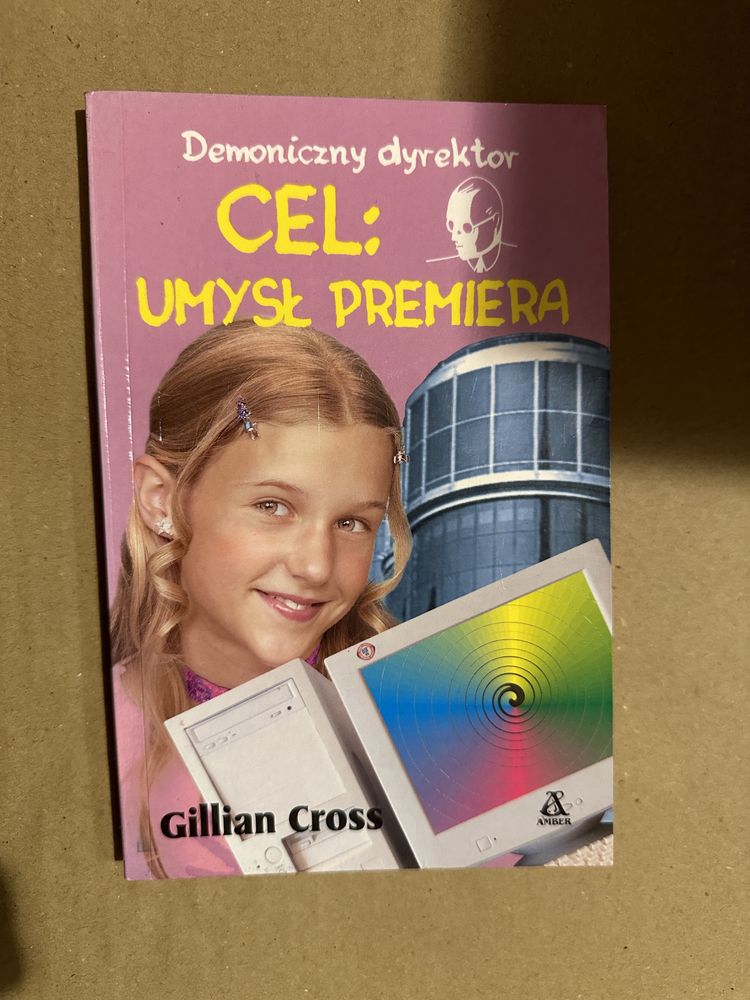 Demoniczny dyrektor
CEL:
UMYSŁ PREMIERA
Gillian Cross
AMBER